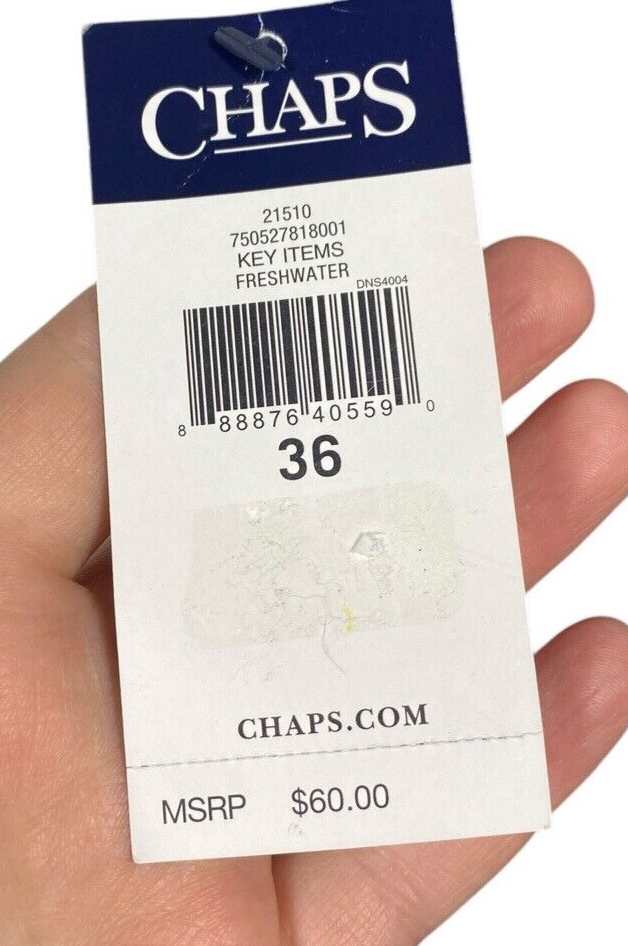 CHAPS
21510
750527818001
KEY ITEMS
FRESHWATER
DNS4004
8 88876 40559 0
36
CHAPS.COM
MSRP $60.00